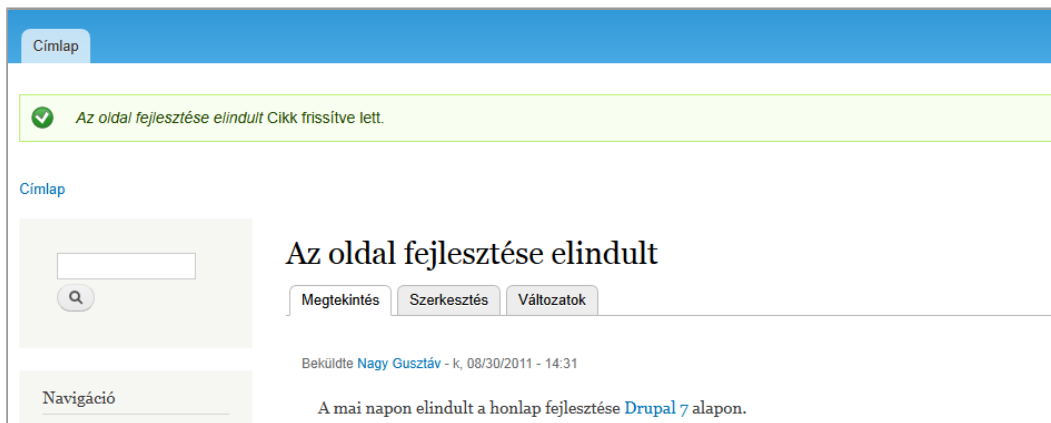 Címlap
Az oldal fejlesztése elindult Cikk frissítve lett.
Címlap
Az oldal fejlesztése elindult
Megtekintés Szerkesztés Változatok
Beküldte Nagy Gusztáv - k, 08/30/2011 - 14:31
Navigáció
A mai napon elindult a honlap fejlesztése Drupal 7 alapon.